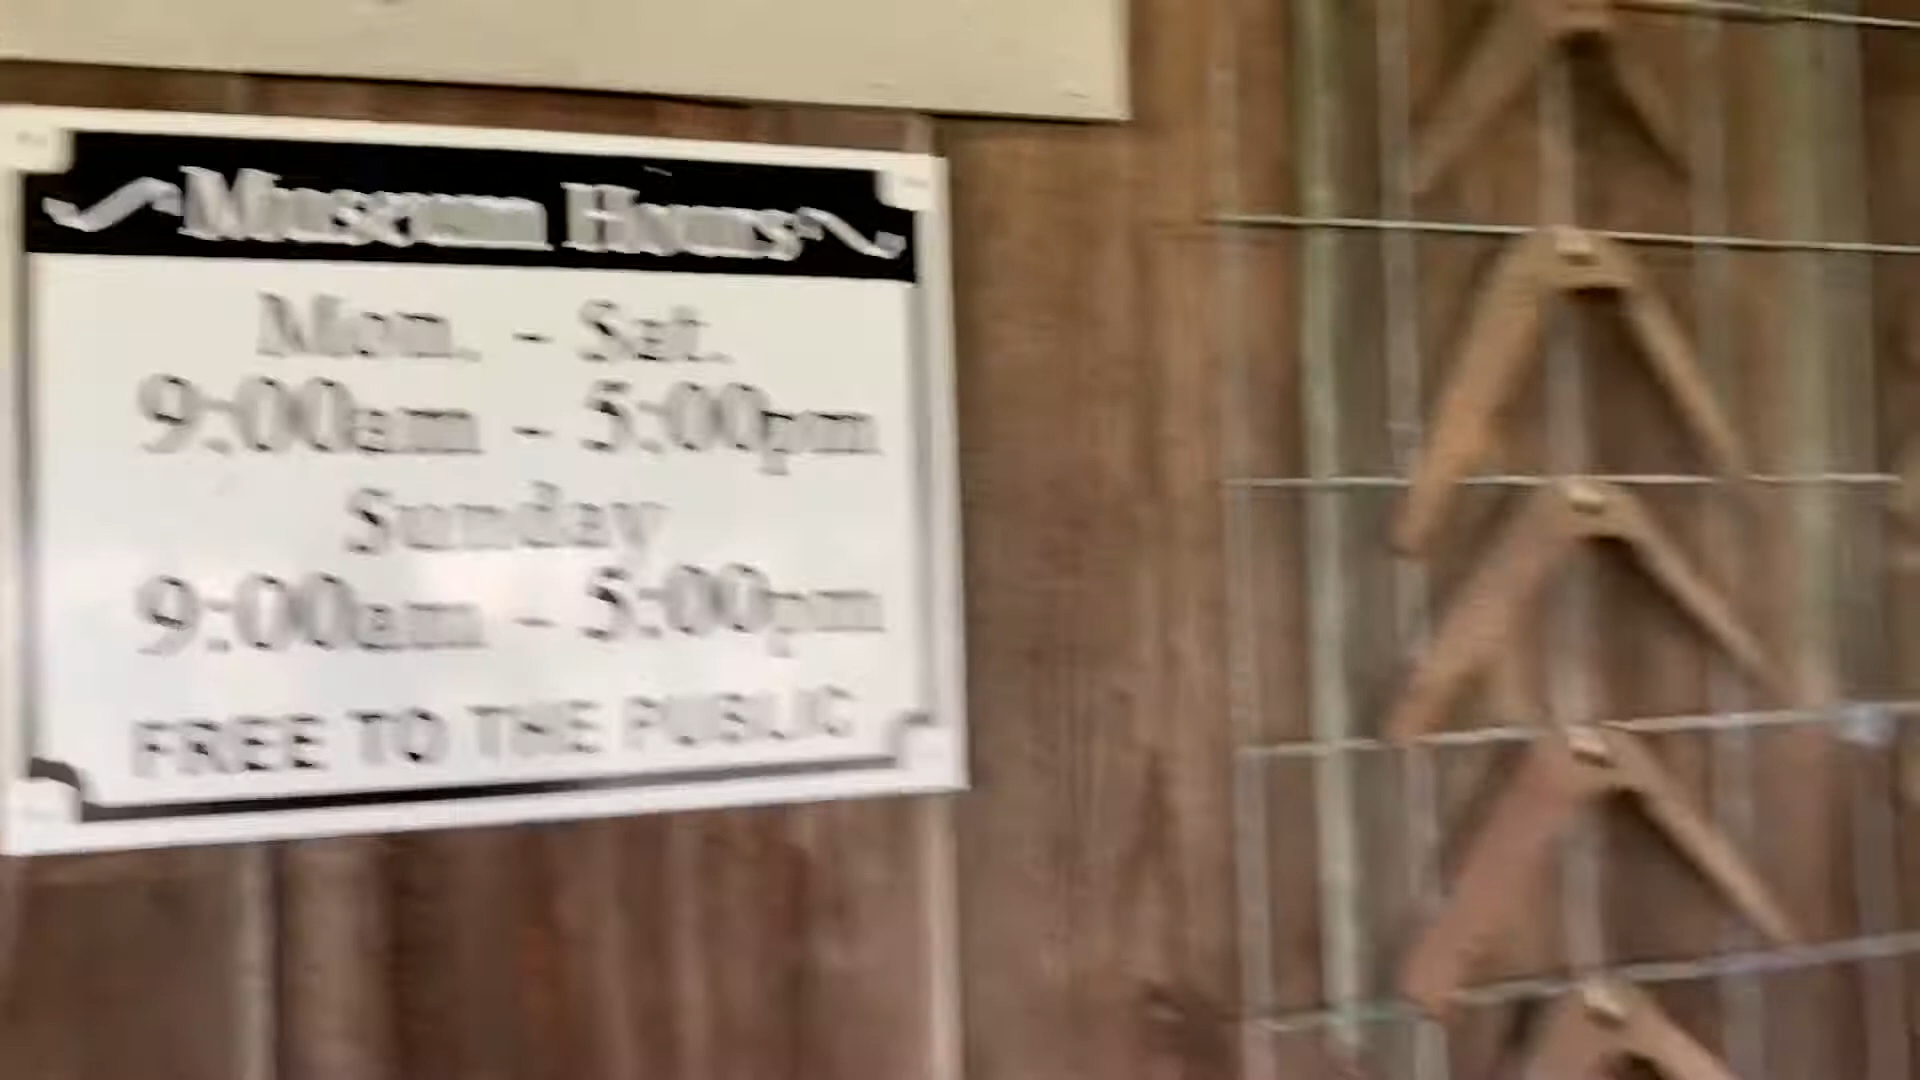 Museum Hours
Mon. - Sat.
9:00am - 5:00pm
Sunday
9:00am - 5:00pm
FREE TO THE PUBLIC